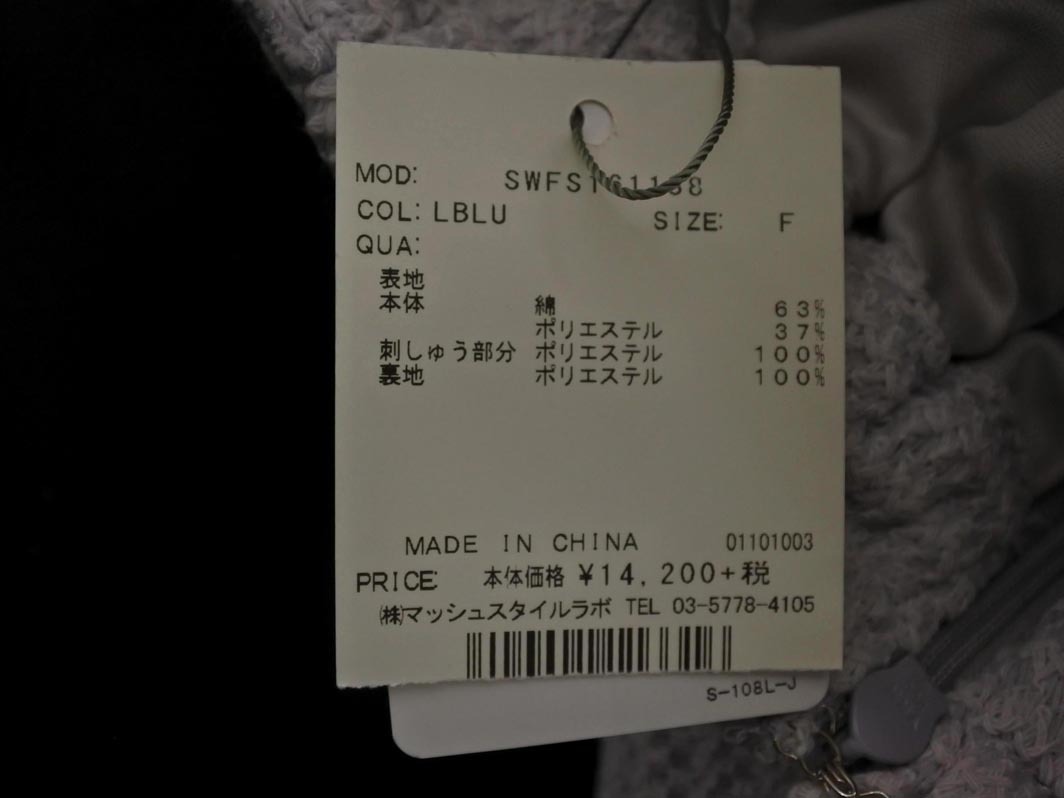 MOD: SWFS161138
COL: LBLU SIZE: F
QUA:
表地
本体 綿 63%
ポリエステル 37%
刺しゅう部分 ポリエステル 100%
裏地 ポリエステル 100%
MADE IN CHINA 01101003
PRICE: 本体価格 ¥14,200+税
㈱マッシュスタイルラボ TEL 03-5778-4105
S-108L-J